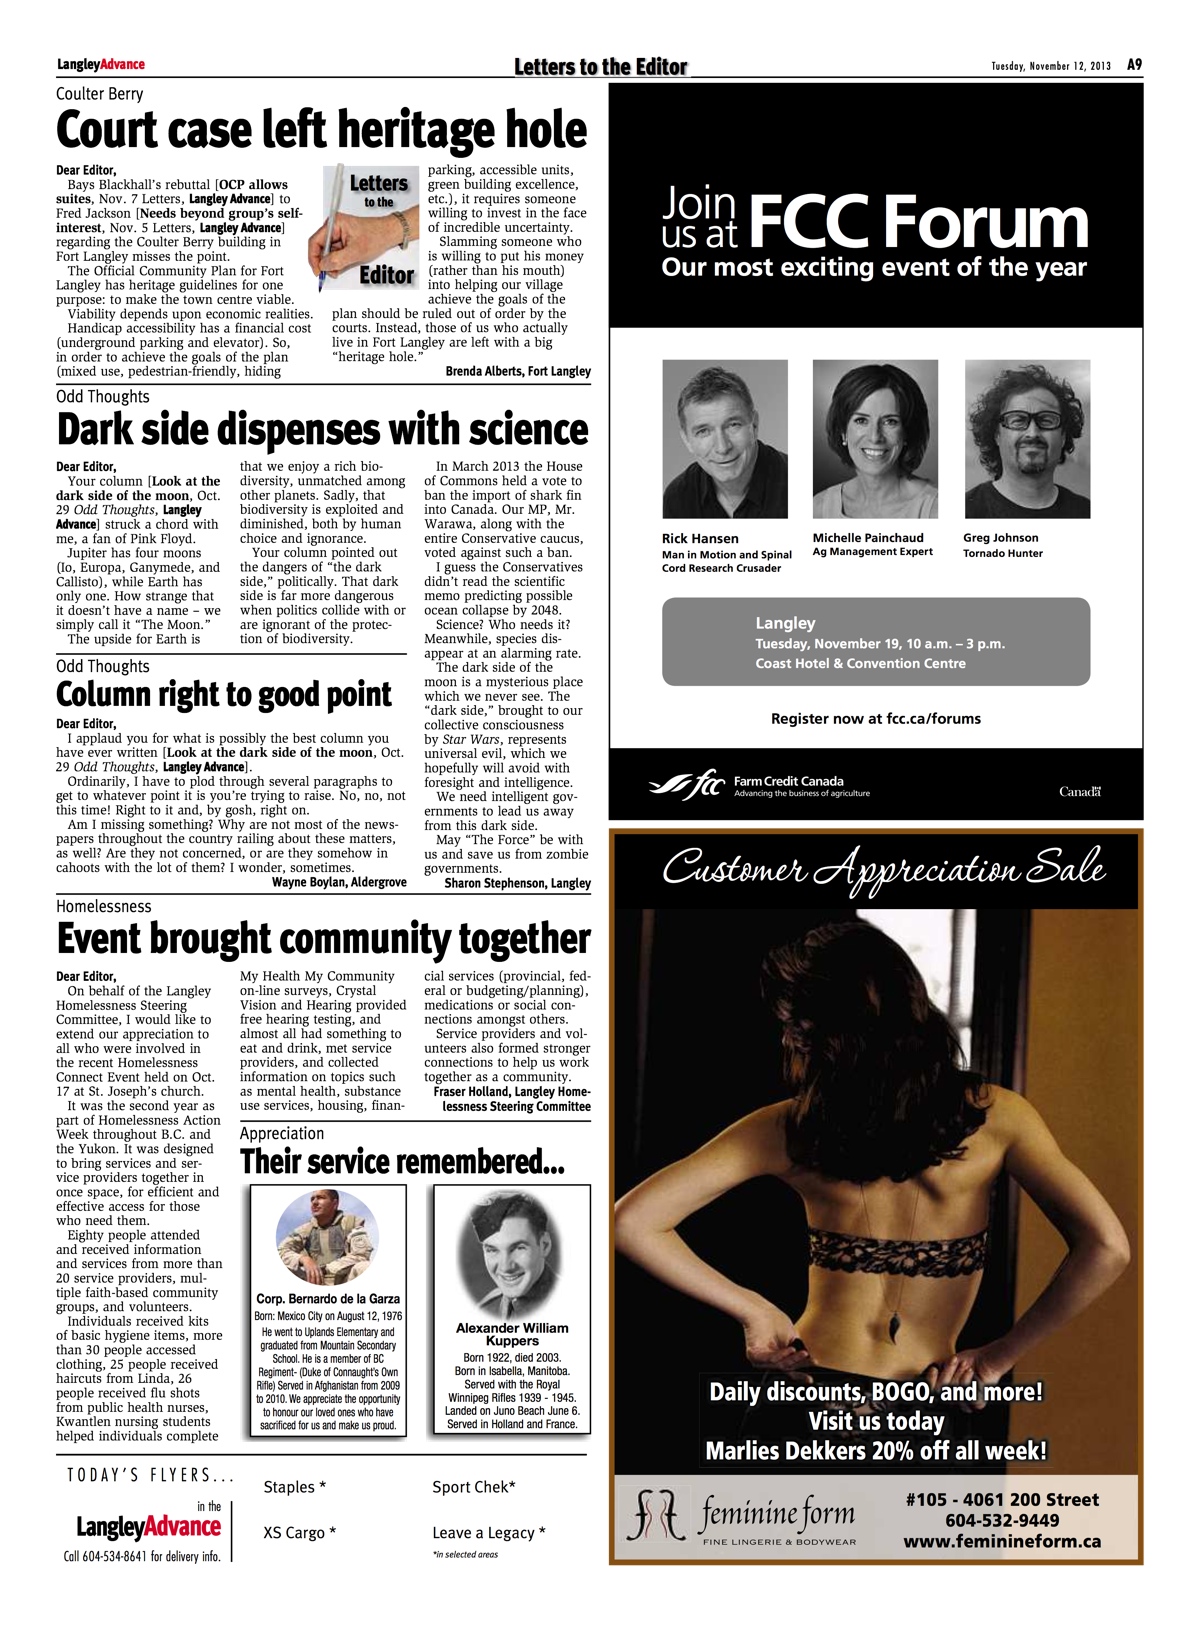 LangleyAdvance
Letters to the Editor
Tuesday, November 12, 2013 A9
Coulter Berry
Court case left heritage hole
Dear Editor,
Bays Blackhall's rebuttal [OCP allows
suites, Nov. 7 Letters, Langley Advance] to
Fred Jackson [Needs beyond group's self-
interest, Nov. 5 Letters, Langley Advance]
regarding the Coulter Berry building in
Fort Langley misses the point.
The Official Community Plan for Fort
Langley has heritage guidelines for one
purpose: to make the town centre viable.
Viability depends upon economic realities.
Handicap accessibility has a financial cost
(underground parking and elevator). So,
in order to achieve the goals of the plan
(mixed use, pedestrian-friendly, hiding
Letters
to the
Editor
parking, accessible units,
green building excellence,
etc.), it requires someone
willing to invest in the face
of incredible uncertainty.
Slamming someone who
is willing to put his money
(rather than his mouth)
into helping our village
achieve the goals of the
plan should be ruled out of order by the
courts. Instead, those of us who actually
live in Fort Langley are left with a big
"heritage hole."
Brenda Alberts, Fort Langley
Odd Thoughts
Dark side dispenses with science
Dear Editor,
Your column [Look at the
dark side of the moon, Oct.
29 Odd Thoughts, Langley
Advance] struck a chord with
me, a fan of Pink Floyd.
Jupiter has four moons
(Io, Europa, Ganymede, and
Callisto), while Earth has
only one. How strange that
it doesn't have a name – we
simply call it "The Moon."
The upside for Earth is
that we enjoy a rich bio-
diversity, unmatched among
other planets. Sadly, that
biodiversity is exploited and
diminished, both by human
choice and ignorance.
Your column pointed out
the dangers of "the dark
side," politically. That dark
side is far more dangerous
when politics collide with or
are ignorant of the protec-
tion of biodiversity.
In March 2013 the House
of Commons held a vote to
ban the import of shark fin
into Canada. Our MP, Mr.
Warawa, along with the
entire Conservative caucus,
voted against such a ban.
I guess the Conservatives
didn't read the scientific
memo predicting possible
ocean collapse by 2048.
Science? Who needs it?
Meanwhile, species dis-
appear at an alarming rate.
The dark side of the
moon is a mysterious place
which we never see. The
"dark side," brought to our
collective consciousness
by Star Wars, represents
universal evil, which we
hopefully will avoid with
foresight and intelligence.
We need intelligent gov-
ernments to lead us away
from this dark side.
May "The Force" be with
us and save us from zombie
governments.
Sharon Stephenson, Langley
Odd Thoughts
Column right to good point
Dear Editor,
I applaud you for what is possibly the best column you
have ever written [Look at the dark side of the moon, Oct.
29 Odd Thoughts, Langley Advance].
Ordinarily, I have to plod through several paragraphs to
get to whatever point it is you're trying to raise. No, no, not
this time! Right to it and, by gosh, right on.
Am I missing something? Why are not most of the news-
papers throughout the country railing about these matters,
as well? Are they not concerned, or are they somehow in
cahoots with the lot of them? I wonder, sometimes.
Wayne Boylan, Aldergrove
Homelessness
Event brought community together
Dear Editor,
On behalf of the Langley
Homelessness Steering
Committee, I would like to
extend our appreciation to
all who were involved in
the recent Homelessness
Connect Event held on Oct.
17 at St. Joseph's church.
It was the second year as
part of Homelessness Action
Week throughout B.C. and
the Yukon. It was designed
to bring services and ser-
vice providers together in
once space, for efficient and
effective access for those
who need them.
Eighty people attended
and received information
and services from more than
20 service providers, mul-
tiple faith-based community
groups, and volunteers.
Individuals received kits
of basic hygiene items, more
than 30 people accessed
clothing, 25 people received
haircuts from Linda, 26
people received flu shots
from public health nurses,
Kwantlen nursing students
helped individuals complete
My Health My Community
on-line surveys, Crystal
Vision and Hearing provided
free hearing testing, and
almost all had something to
eat and drink, met service
providers, and collected
information on topics such
as mental health, substance
use services, housing, finan-
cial services (provincial, fed-
eral or budgeting/planning),
medications or social con-
nections amongst others.
Service providers and vol-
unteers also formed stronger
connections to help us work
together as a community.
Fraser Holland, Langley Home-
lessness Steering Committee
Appreciation
Their service remembered...
Corp. Bernardo de la Garza
Born: Mexico City on August 12, 1976
He went to Uplands Elementary and
graduated from Mountain Secondary
School. He is a member of BC
Regiment- (Duke of Connaught's Own
Rifle) Served in Afghanistan from 2009
to 2010. We appreciate the opportunity
to honour our loved ones who have
sacrificed for us and make us proud.
Alexander William
Kuppers
Born 1922, died 2003.
Born in Isabella, Manitoba.
Served with the Royal
Winnipeg Rifles 1939 - 1945.
Landed on Juno Beach June 6.
Served in Holland and France.
TODAY'S FLYERS...
in the
LangleyAdvance
Call 604-534-8641 for delivery info.
Staples *
XS Cargo *
Sport Chek*
Leave a Legacy *
*in selected areas
Join
us at FCC Forum
Our most exciting event of the year
Rick Hansen
Man in Motion and Spinal
Cord Research Crusader
Michelle Painchaud
Ag Management Expert
Greg Johnson
Tornado Hunter
Langley
Tuesday, November 19, 10 a.m. – 3 p.m.
Coast Hotel & Convention Centre
Register now at fcc.ca/forums
fcc Farm Credit Canada
Advancing the business of agriculture
Canada
Customer Appreciation Sale
Daily discounts, BOGO, and more!
Visit us today
Marlies Dekkers 20% off all week!
feminine form
FINE LINGERIE & BODYWEAR
#105 - 4061 200 Street
604-532-9449
www.feminineform.ca